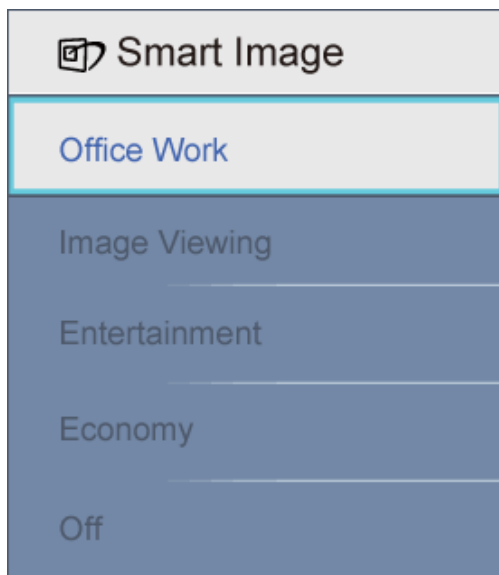 Smart Image
Office Work
Image Viewing
Entertainment
Economy
Off